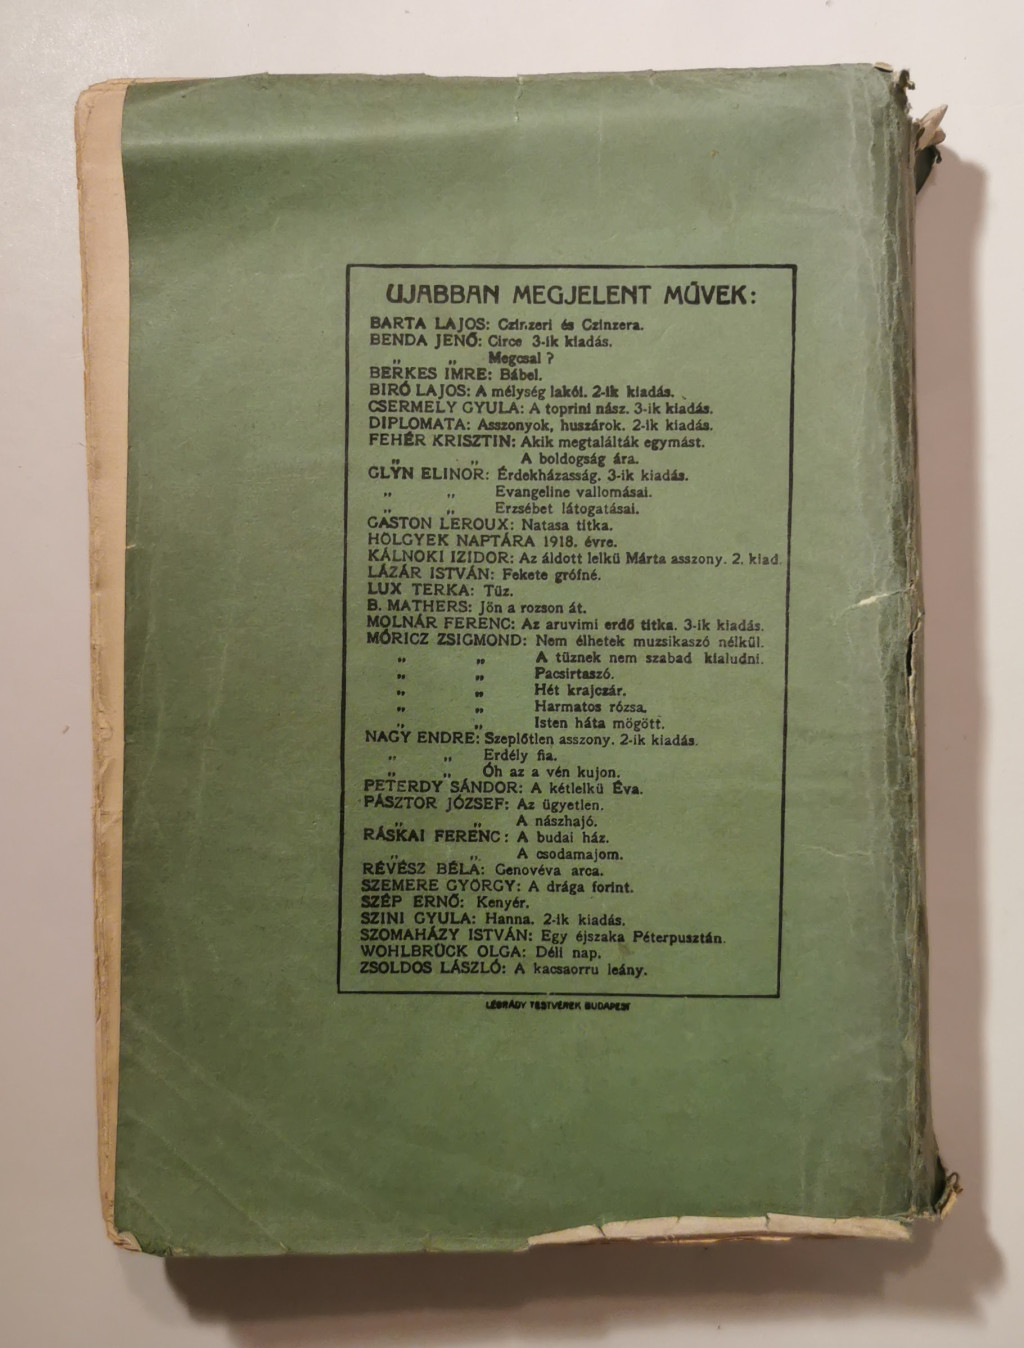 UJABBAN MEGJELENT MŰVEK:
BARTA LAJOS: Czinzeri és Czinzera.
BENDA JENŐ: Circe 3-ik kiadás.
„ „ Megcsal ?
BERKES IMRE: Bábel.
BIRÓ LAJOS: A mélység lakói. 2-ik kiadás.
CSERMELY GYULA: A toprini nász. 3-ik kiadás.
DIPLOMATA: Asszonyok, huszárok. 2-ik kiadás.
FEHÉR KRISZTIN: Akik megtalálták egymást.
„ „ A boldogság ára.
GLYN ELINOR: Érdekházasság. 3-ik kiadás.
„ „ Evangeline vallomásai.
„ „ Erzsébet látogatásai.
GASTON LEROUX: Natasa titka.
HÖLGYEK NAPTÁRA 1918. évre.
KÁLNOKI IZIDOR: Az áldott lelkü Márta asszony. 2. kiad.
LÁZÁR ISTVÁN: Fekete grófné.
LUX TERKA: Tüz.
B. MATHERS: Jön a rozson át.
MOLNÁR FERENC: Az aruvimi erdő titka. 3-ik kiadás.
MÓRICZ ZSIGMOND: Nem élhetek muzsikaszó nélkül.
„ „ A tüznek nem szabad kialudni.
„ „ Pacsirtaszó.
„ „ Hét krajczár.
„ „ Harmatos rózsa.
„ „ Isten háta mögött.
NAGY ENDRE: Szeplőtlen asszony. 2-ik kiadás.
„ „ Erdély fia.
„ „ Óh az a vén kujon.
PETERDY SÁNDOR: A kétlelkü Éva.
PÁSZTOR JÓZSEF: Az ügyetlen.
„ „ A nászhajó.
RÁSKAI FERENC: A budai ház.
„ „ A csodamajom.
RÉVÉSZ BÉLA: Genovéva arca.
SZEMERE GYÖRGY: A drága forint.
SZÉP ERNŐ: Kenyér.
SZINI GYULA: Hanna. 2-ik kiadás.
SZOMAHÁZY ISTVÁN: Egy éjszaka Péterpusztán.
WOHLBRÜCK OLGA: Déli nap.
ZSOLDOS LÁSZLÓ: A kacsaorru leány.
LÉGRÁDY TESTVÉREK BUDAPEST